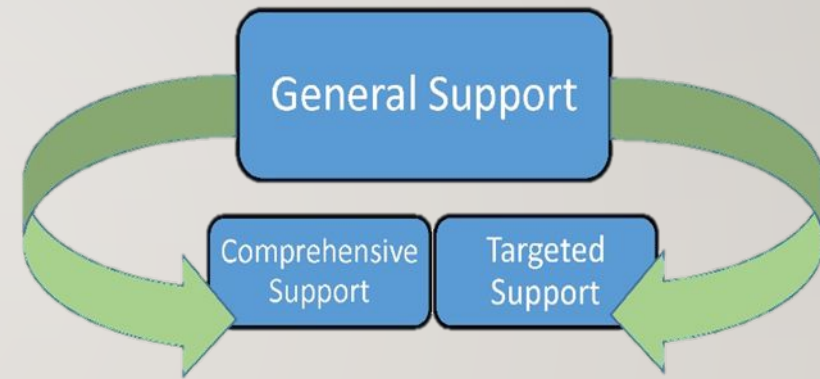 General Support
Comprehensive
Support
Targeted
Support